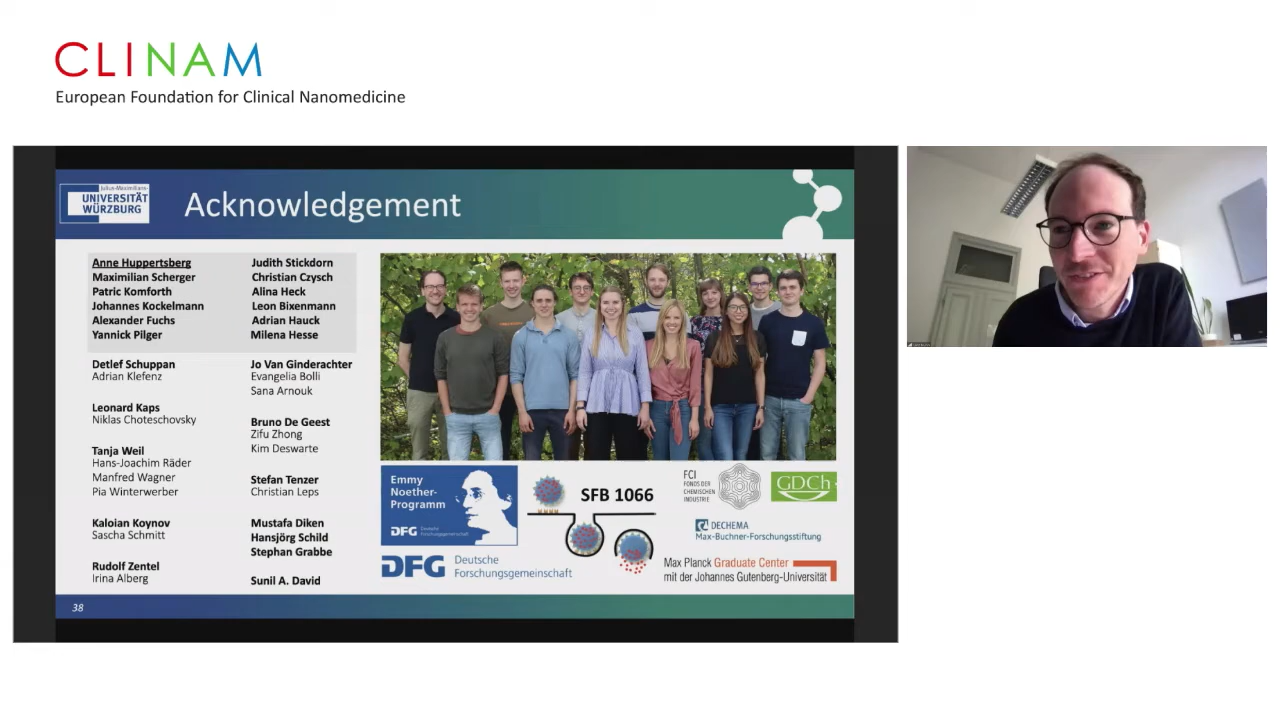 CLINAM
European Foundation for Clinical Nanomedicine
Julius-Maximilians-
UNIVERSITÄT
WÜRZBURG
Acknowledgement
Anne Huppertsberg
Maximilian Scherger
Patric Komforth
Johannes Kockelmann
Alexander Fuchs
Yannick Pilger
Judith Stickdorn
Christian Czysch
Alina Heck
Leon Bixenmann
Adrian Hauck
Milena Hesse
Detlef Schuppan
Adrian Klefenz
Leonard Kaps
Niklas Choteschovsky
Tanja Weil
Hans-Joachim Räder
Manfred Wagner
Pia Winterwerber
Kaloian Koynov
Sascha Schmitt
Rudolf Zentel
Irina Alberg
Jo Van Ginderachter
Evangelia Bolli
Sana Arnouk
Bruno De Geest
Zifu Zhong
Kim Deswarte
Stefan Tenzer
Christian Leps
Mustafa Diken
Hansjörg Schild
Stephan Grabbe
Sunil A. David
Emmy
Noether-
Programm
DFG Deutsche
Forschungsgemeinschaft
SFB 1066
FCI
FONDS DER
CHEMISCHEN
INDUSTRIE
GDCh
DECHEMA
Max-Buchner-Forschungsstiftung
DFG Deutsche
Forschungsgemeinschaft
Max Planck Graduate Center
mit der Johannes Gutenberg-Universität
38